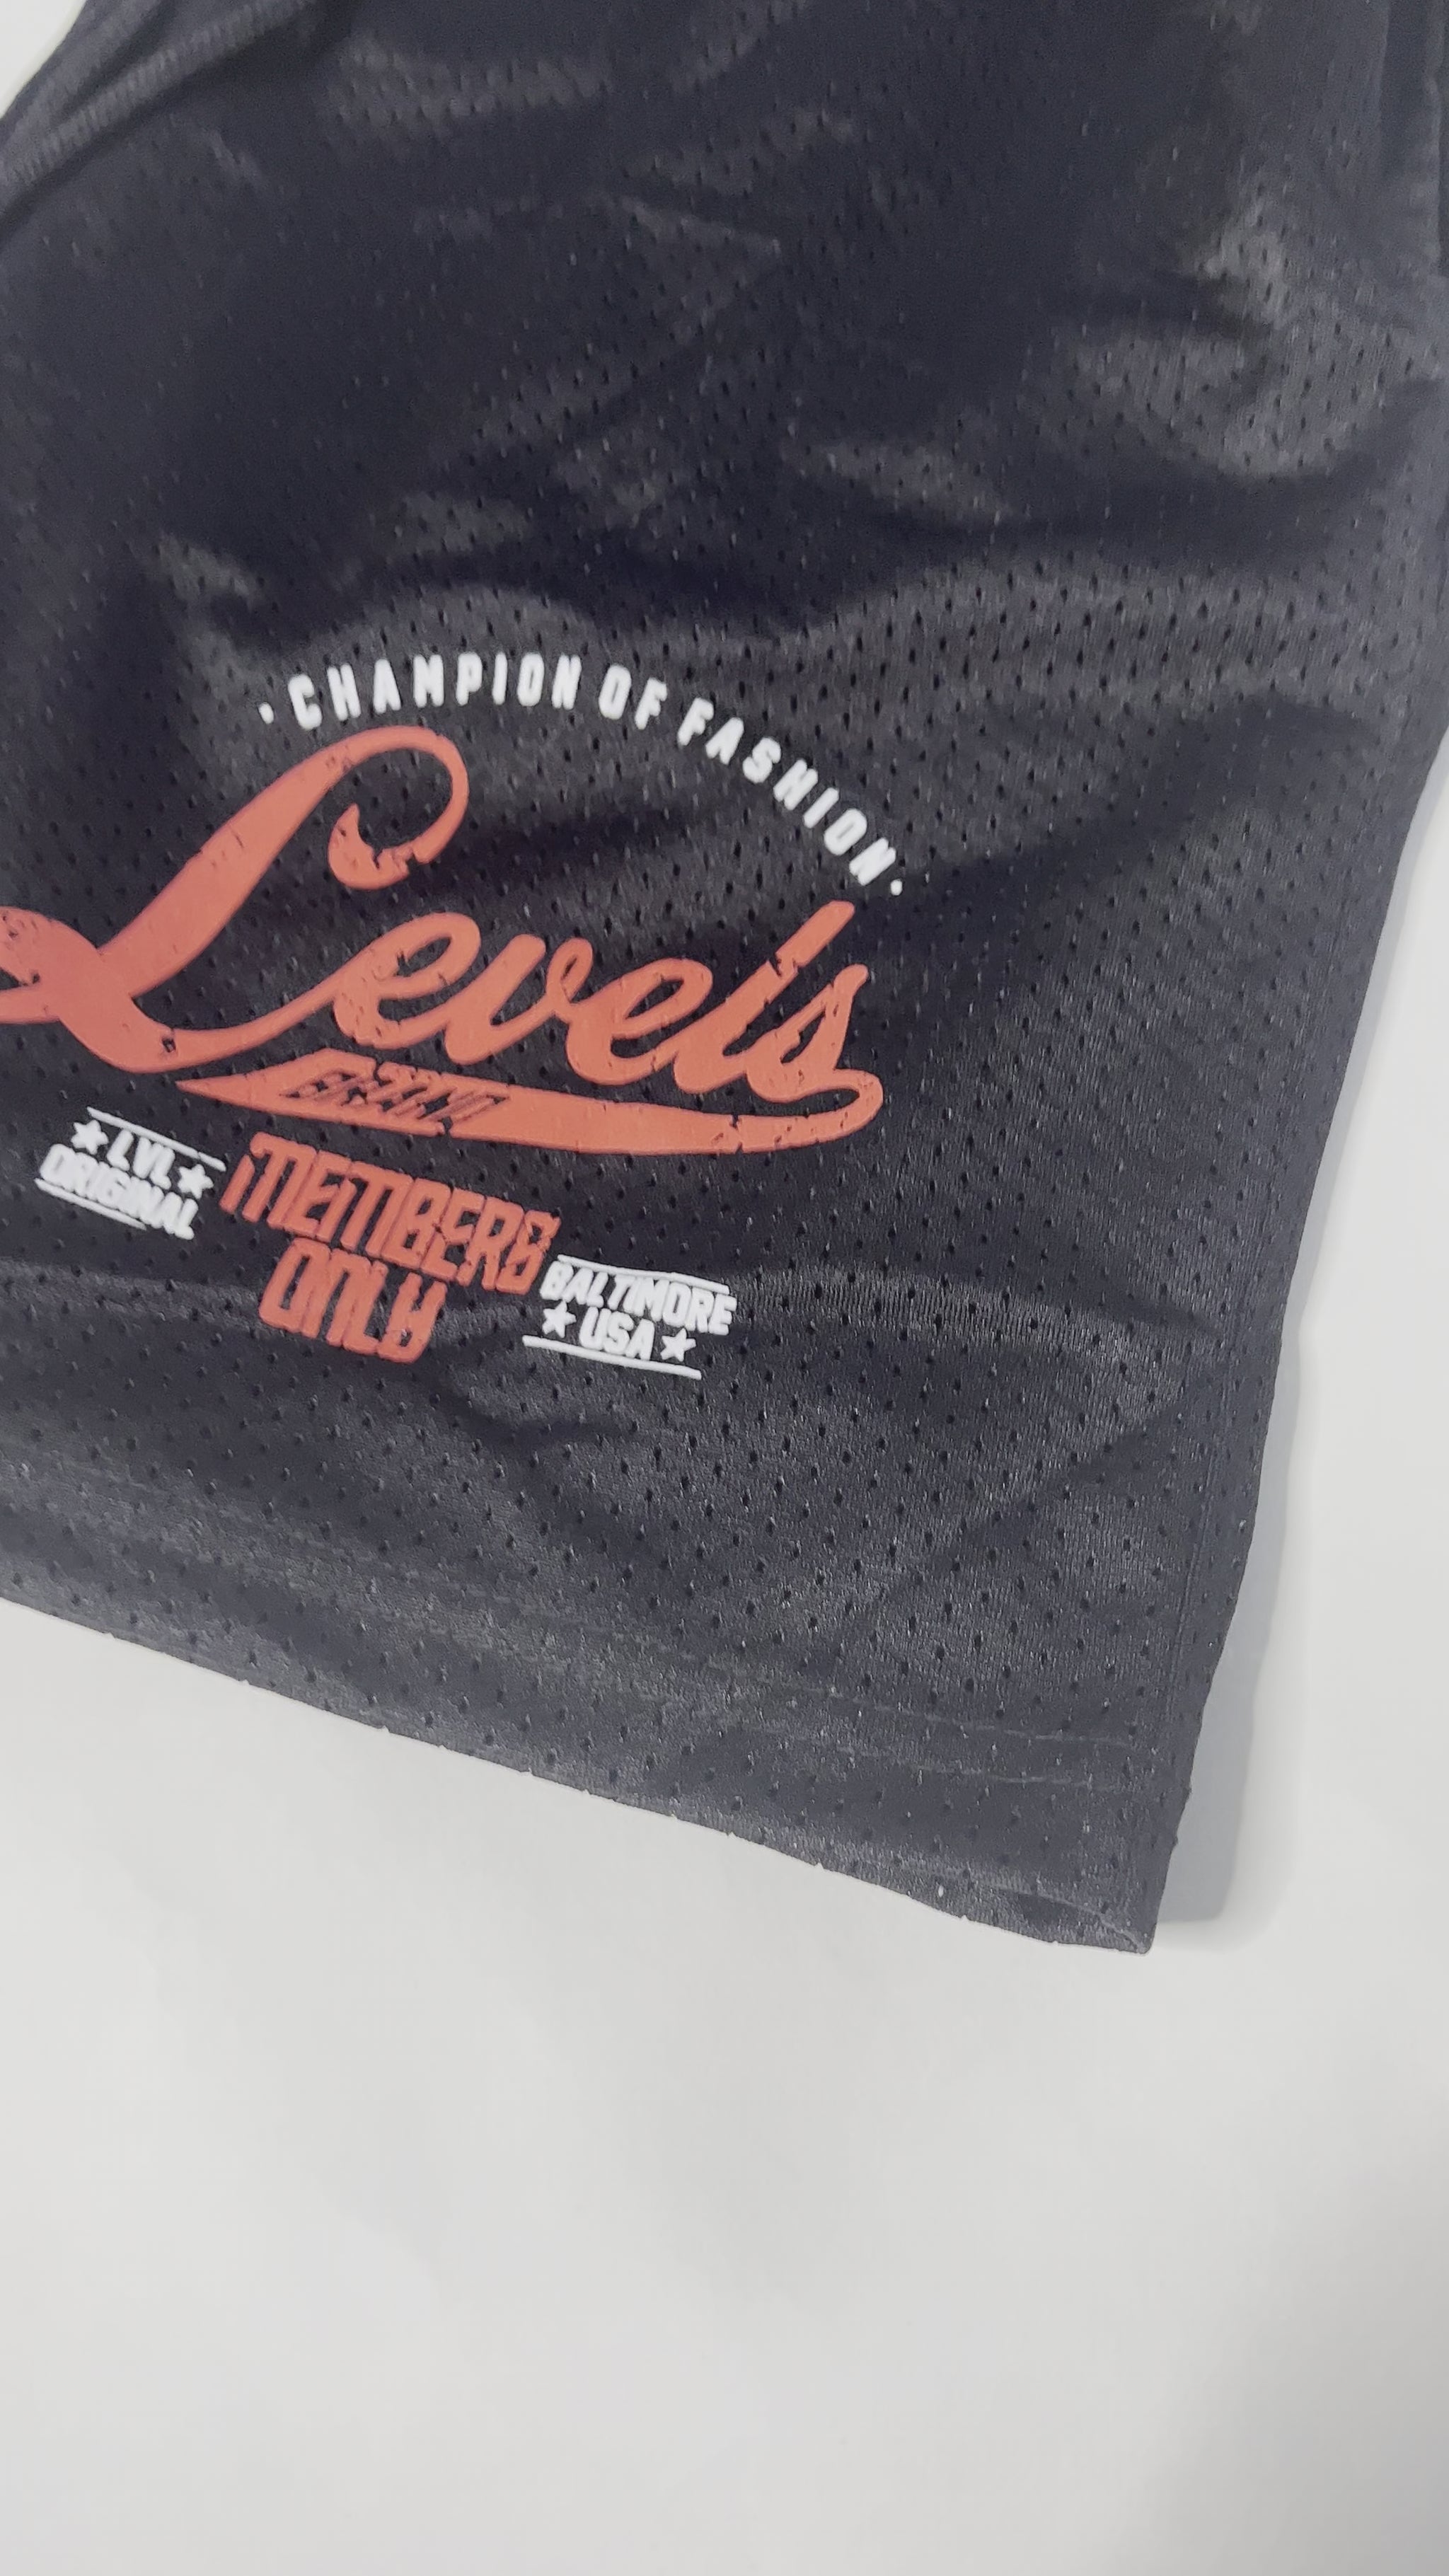 · CHAMPION OF FASHION ·
Levels
★ LVL ★
ORIGINAL
MEMBERS
ONLY
BALTIMORE
★ USA ★